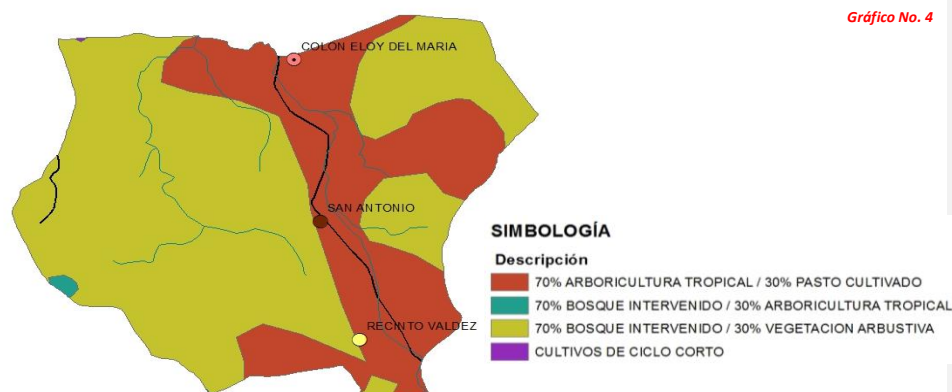 Gráfico No. 4
COLON ELOY DEL MARIA
SAN ANTONIO
RECINTO VALDEZ
SIMBOLOGÍA
Descripción
70% ARBORICULTURA TROPICAL / 30% PASTO CULTIVADO
70% BOSQUE INTERVENIDO / 30% ARBORICULTURA TROPICAL
70% BOSQUE INTERVENIDO / 30% VEGETACION ARBUSTIVA
CULTIVOS DE CICLO CORTO